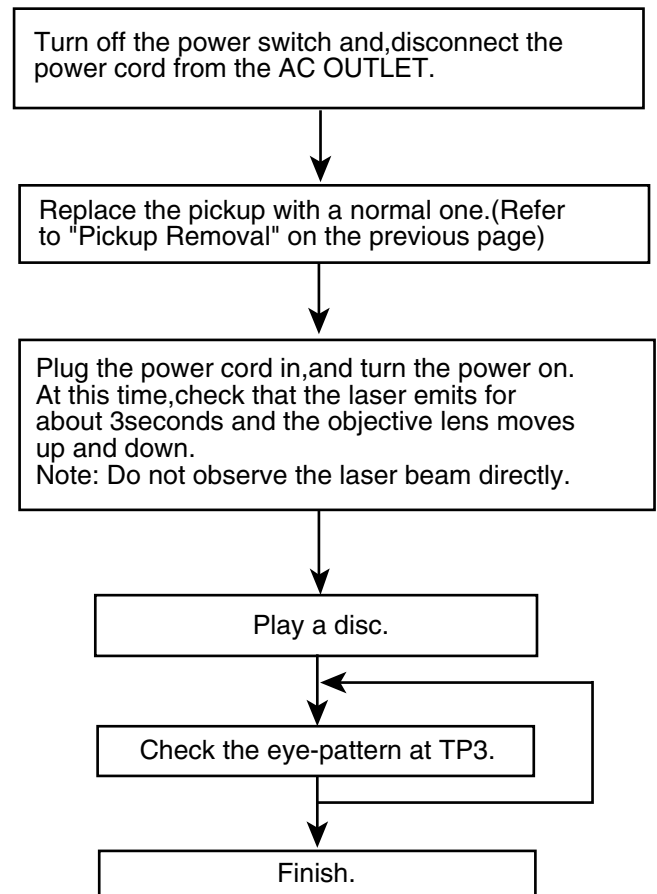 Turn off the power switch and,disconnect the
power cord from the AC OUTLET.
Replace the pickup with a normal one.(Refer
to "Pickup Removal" on the previous page)
Plug the power cord in,and turn the power on.
At this time,check that the laser emits for
about 3seconds and the objective lens moves
up and down.
Note: Do not observe the laser beam directly.
Play a disc.
Check the eye-pattern at TP3.
Finish.